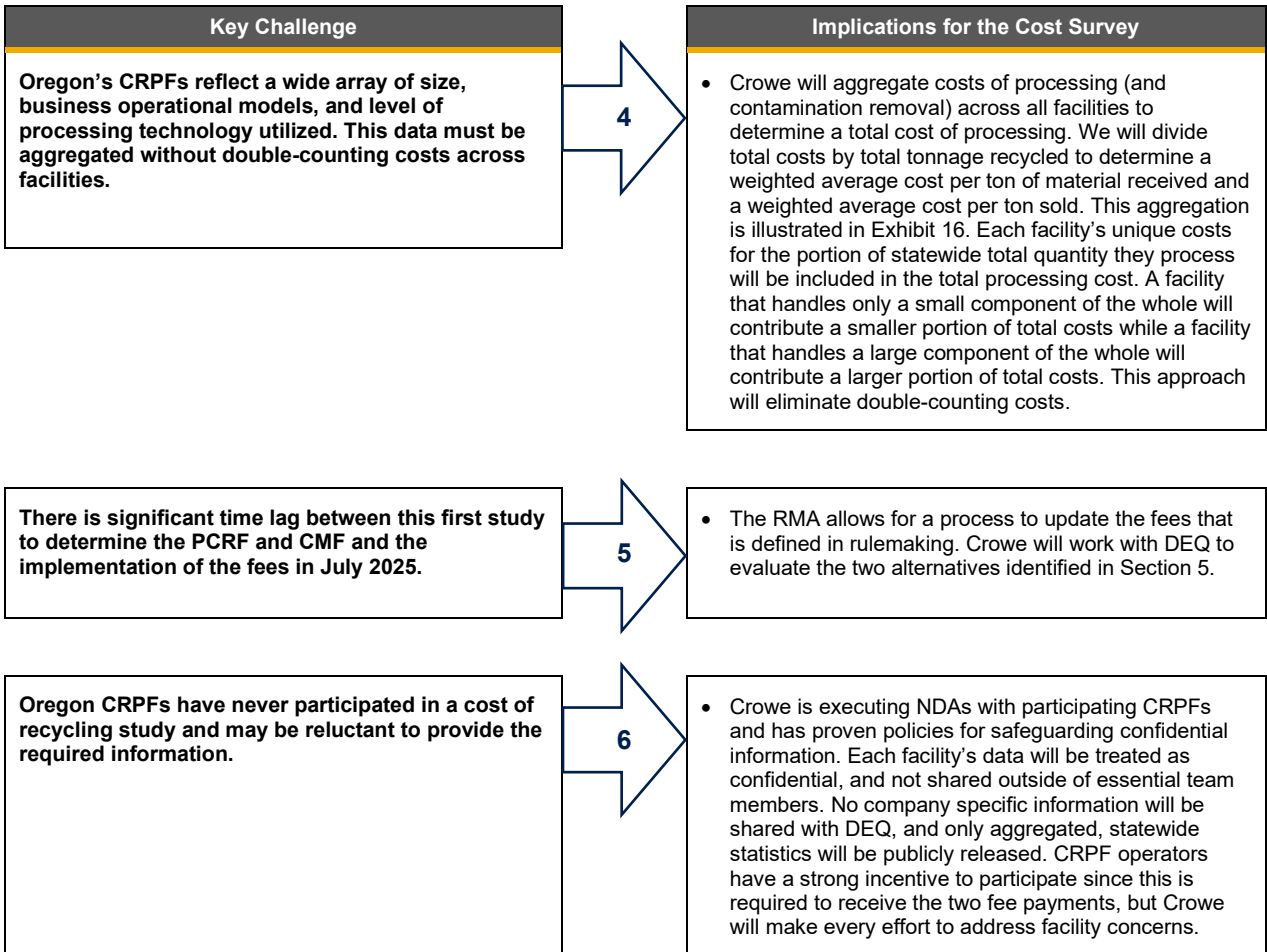 Key Challenge
Implications for the Cost Survey
Oregon's CRPFs reflect a wide array of size,
business operational models, and level of
processing technology utilized. This data must be
aggregated without double-counting costs across
facilities.
4
• Crowe will aggregate costs of processing (and
contamination removal) across all facilities to
determine a total cost of processing. We will divide
total costs by total tonnage recycled to determine a
weighted average cost per ton of material received and
a weighted average cost per ton sold. This aggregation
is illustrated in Exhibit 16. Each facility's unique costs
for the portion of statewide total quantity they process
will be included in the total processing cost. A facility
that handles only a small component of the whole will
contribute a smaller portion of total costs while a facility
that handles a large component of the whole will
contribute a larger portion of total costs. This approach
will eliminate double-counting costs.
There is significant time lag between this first study
to determine the PCRF and CMF and the
implementation of the fees in July 2025.
5
• The RMA allows for a process to update the fees that
is defined in rulemaking. Crowe will work with DEQ to
evaluate the two alternatives identified in Section 5.
Oregon CRPFs have never participated in a cost of
recycling study and may be reluctant to provide the
required information.
6
• Crowe is executing NDAs with participating CRPFs
and has proven policies for safeguarding confidential
information. Each facility's data will be treated as
confidential, and not shared outside of essential team
members. No company specific information will be
shared with DEQ, and only aggregated, statewide
statistics will be publicly released. CRPF operators
have a strong incentive to participate since this is
required to receive the two fee payments, but Crowe
will make every effort to address facility concerns.